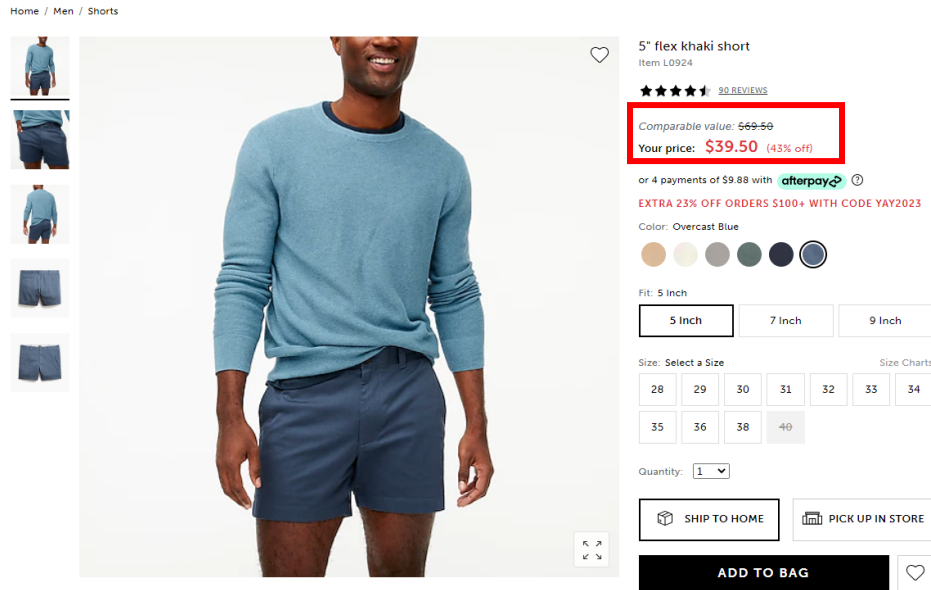 Home / Men / Shorts
5" flex khaki short
Item L0924
90 REVIEWS
Comparable value: $69.50
Your price: $39.50 (43% off)
or 4 payments of $9.88 with afterpay ?
EXTRA 23% OFF ORDERS $100+ WITH CODE YAY2023
Color: Overcast Blue
Fit: 5 Inch
5 Inch 7 Inch 9 Inch
Size: Select a Size Size Charts
28 29 30 31 32 33 34
35 36 38 40
Quantity: 1
SHIP TO HOME PICK UP IN STORE
ADD TO BAG